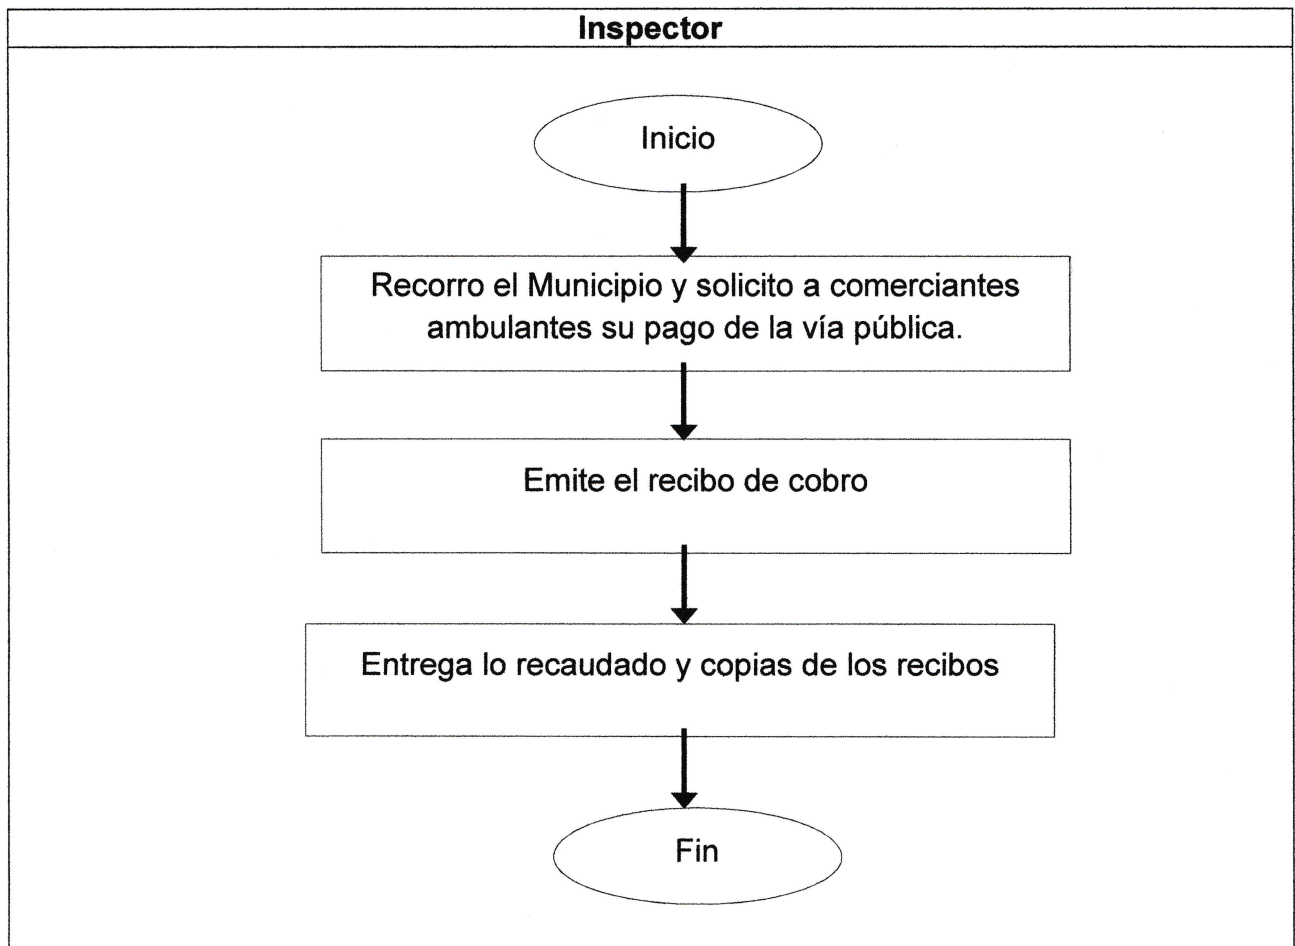 Inspector
Inicio
Recorro el Municipio y solicito a comerciantes
ambulantes su pago de la vía pública.
Emite el recibo de cobro
Entrega lo recaudado y copias de los recibos
Fin